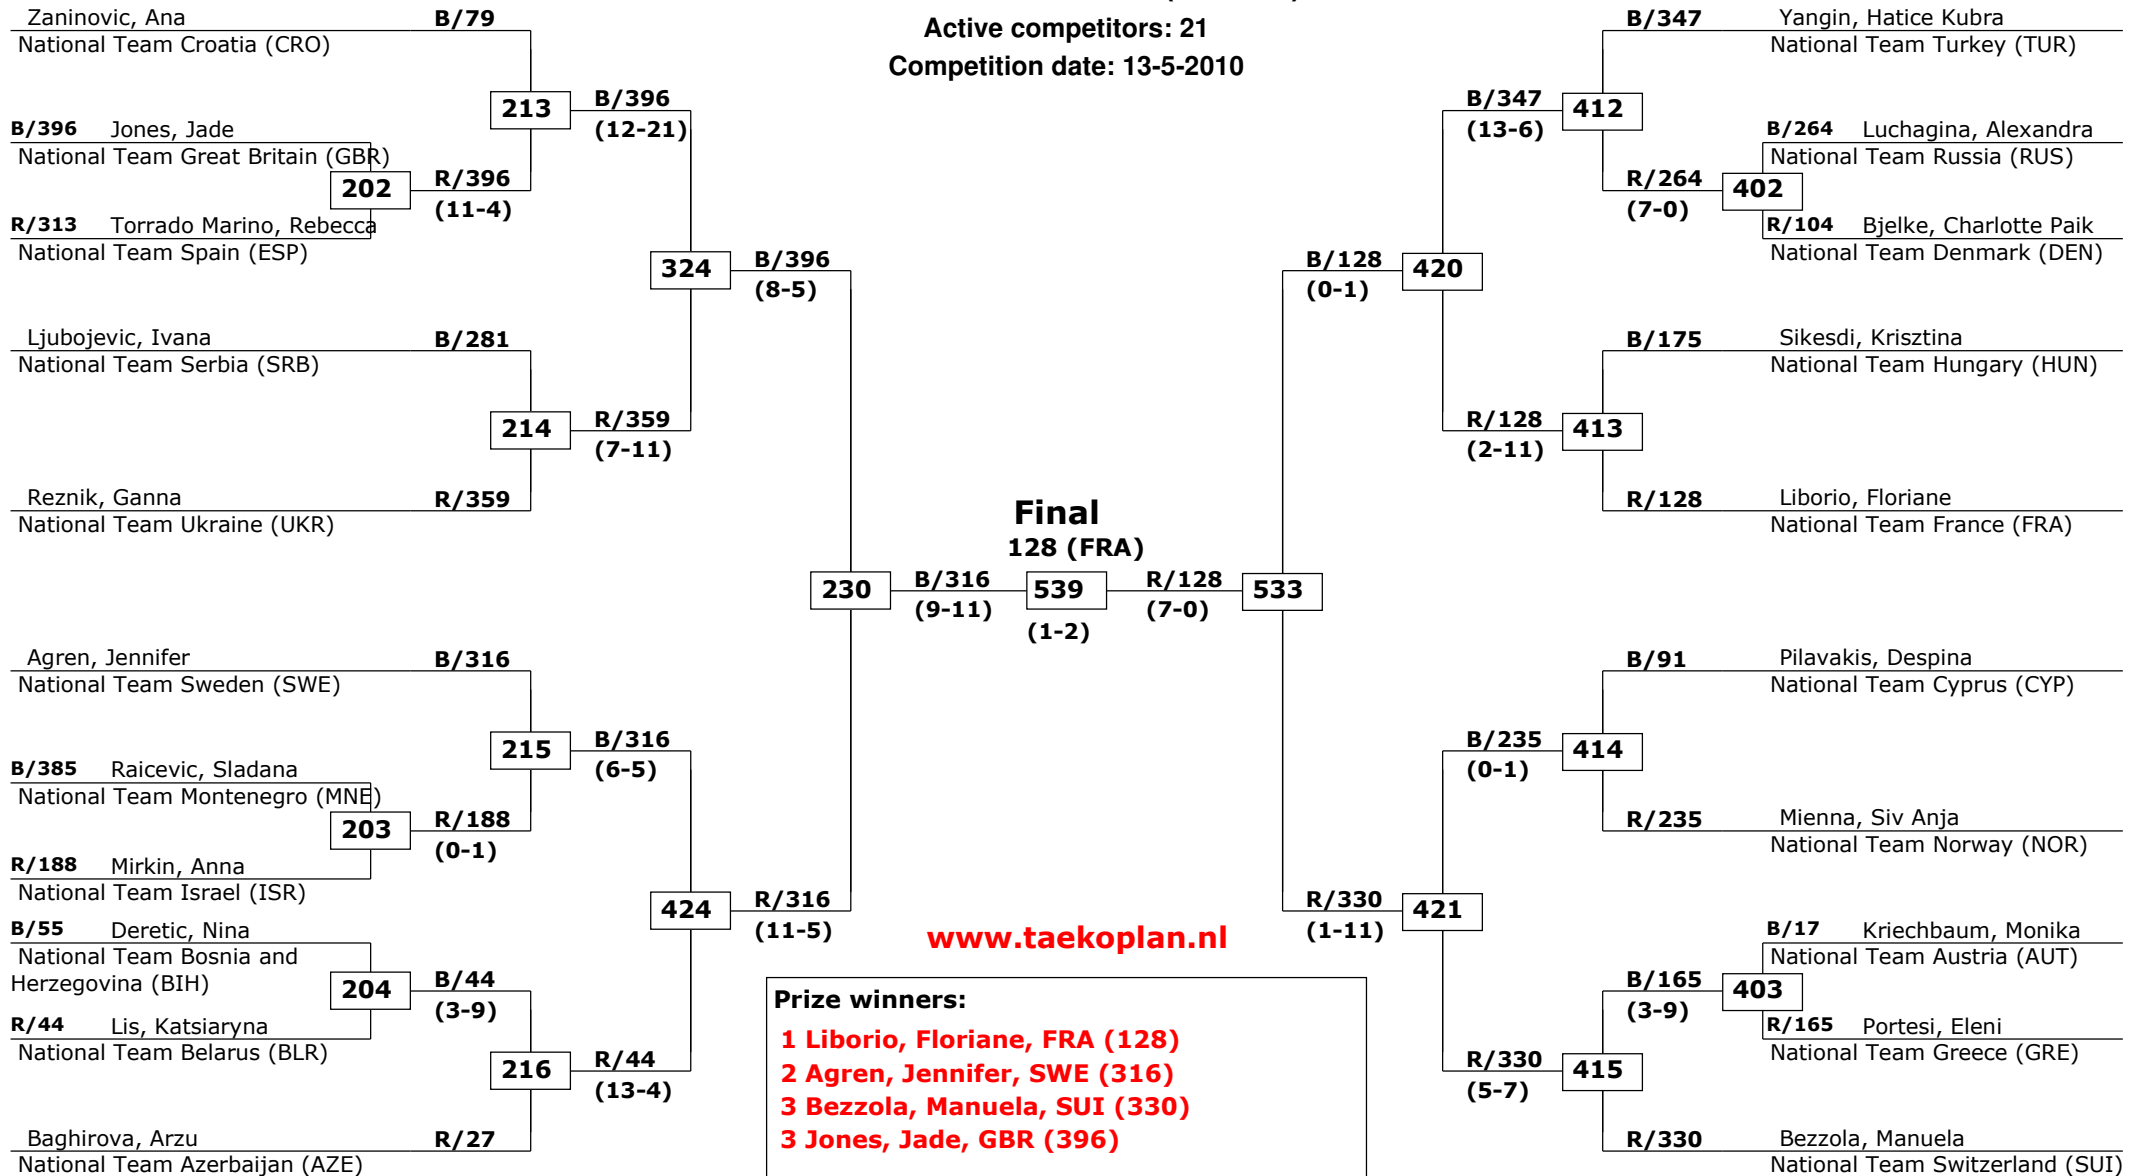 Active competitors: 21
Competition date: 13-5-2010
Zaninovic, Ana B/79
National Team Croatia (CRO)
213
B/396
(12-21)
B/396 Jones, Jade
National Team Great Britain (GBR)
202
R/396
(11-4)
R/313 Torrado Marino, Rebecca
National Team Spain (ESP)
324
B/396
(8-5)
Ljubojevic, Ivana B/281
National Team Serbia (SRB)
214
R/359
(7-11)
Reznik, Ganna R/359
National Team Ukraine (UKR)
230
B/316
(9-11)
Agren, Jennifer B/316
National Team Sweden (SWE)
215
B/316
(6-5)
B/385 Raicevic, Sladana
National Team Montenegro (MNE)
203
R/188
(0-1)
R/188 Mirkin, Anna
National Team Israel (ISR)
424
R/316
(11-5)
B/55 Deretic, Nina
National Team Bosnia and
Herzegovina (BIH)
204
B/44
(3-9)
R/44 Lis, Katsiaryna
National Team Belarus (BLR)
216
R/44
(13-4)
Baghirova, Arzu R/27
National Team Azerbaijan (AZE)
Final
128 (FRA)
539
(1-2)
R/128
(7-0)
533
B/347 Yangin, Hatice Kubra
National Team Turkey (TUR)
B/347
(13-6)
412
B/264 Luchagina, Alexandra
National Team Russia (RUS)
R/264
(7-0)
402
R/104 Bjelke, Charlotte Paik
National Team Denmark (DEN)
B/128
(0-1)
420
B/175 Sikesdi, Krisztina
National Team Hungary (HUN)
R/128
(2-11)
413
R/128 Liborio, Floriane
National Team France (FRA)
B/91 Pilavakis, Despina
National Team Cyprus (CYP)
B/235
(0-1)
414
R/235 Mienna, Siv Anja
National Team Norway (NOR)
R/330
(1-11)
421
B/17 Kriechbaum, Monika
National Team Austria (AUT)
B/165
(3-9)
403
R/165 Portesi, Eleni
National Team Greece (GRE)
R/330
(5-7)
415
R/330 Bezzola, Manuela
National Team Switzerland (SUI)
www.taekoplan.nl
Prize winners:
1 Liborio, Floriane, FRA (128)
2 Agren, Jennifer, SWE (316)
3 Bezzola, Manuela, SUI (330)
3 Jones, Jade, GBR (396)